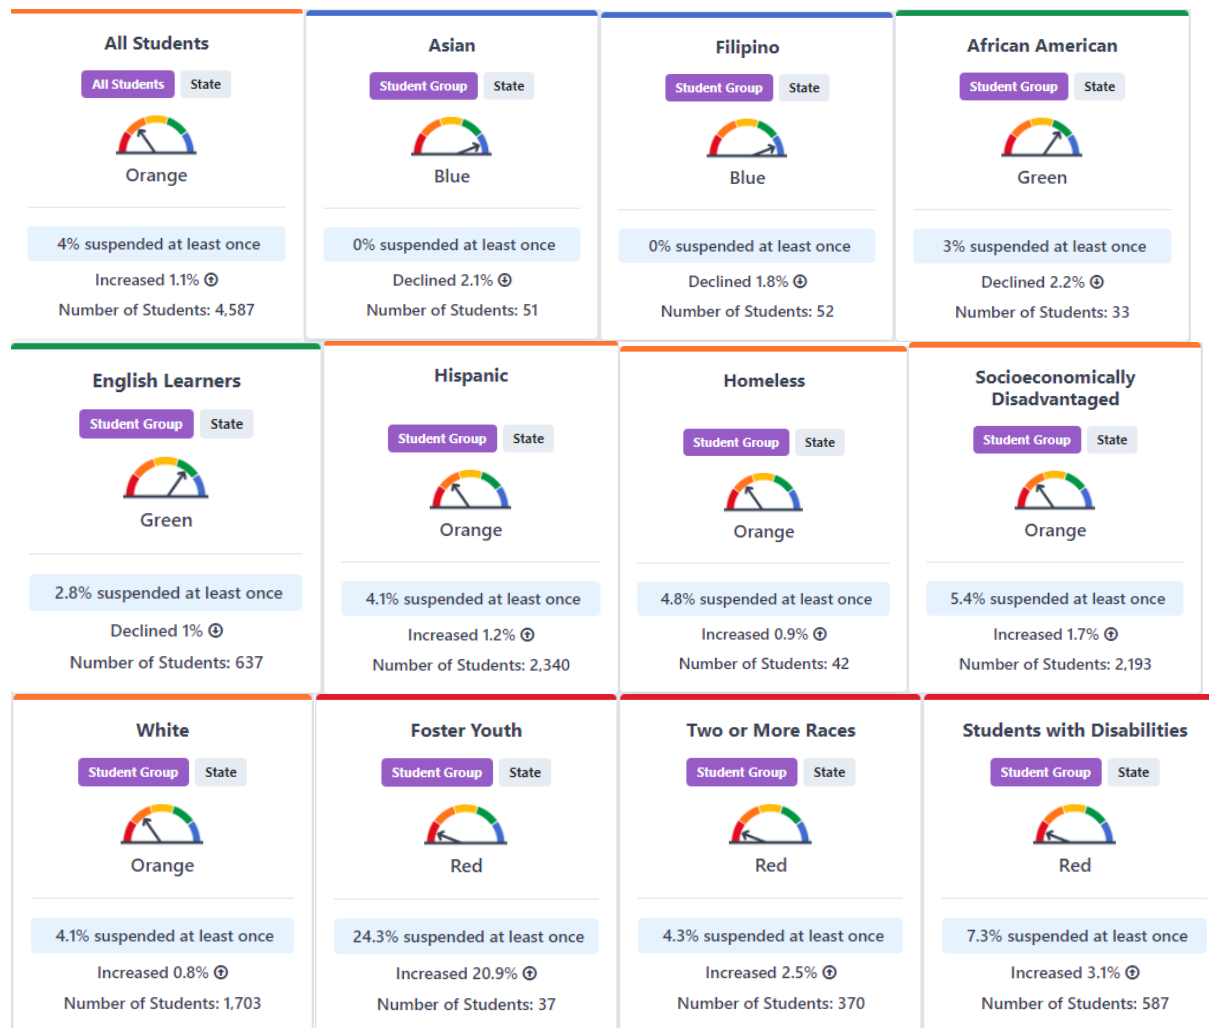 All Students
All Students State
Orange
4% suspended at least once
Increased 1.1%
Number of Students: 4,587
Asian
Student Group State
Blue
0% suspended at least once
Declined 2.1%
Number of Students: 51
Filipino
Student Group State
Blue
0% suspended at least once
Declined 1.8%
Number of Students: 52
African American
Student Group State
Green
3% suspended at least once
Declined 2.2%
Number of Students: 33
English Learners
Student Group State
Green
2.8% suspended at least once
Declined 1%
Number of Students: 637
Hispanic
Student Group State
Orange
4.1% suspended at least once
Increased 1.2%
Number of Students: 2,340
Homeless
Student Group State
Orange
4.8% suspended at least once
Increased 0.9%
Number of Students: 42
Socioeconomically
Disadvantaged
Student Group State
Orange
5.4% suspended at least once
Increased 1.7%
Number of Students: 2,193
White
Student Group State
Orange
4.1% suspended at least once
Increased 0.8%
Number of Students: 1,703
Foster Youth
Student Group State
Red
24.3% suspended at least once
Increased 20.9%
Number of Students: 37
Two or More Races
Student Group State
Red
4.3% suspended at least once
Increased 2.5%
Number of Students: 370
Students with Disabilities
Student Group State
Red
7.3% suspended at least once
Increased 3.1%
Number of Students: 587